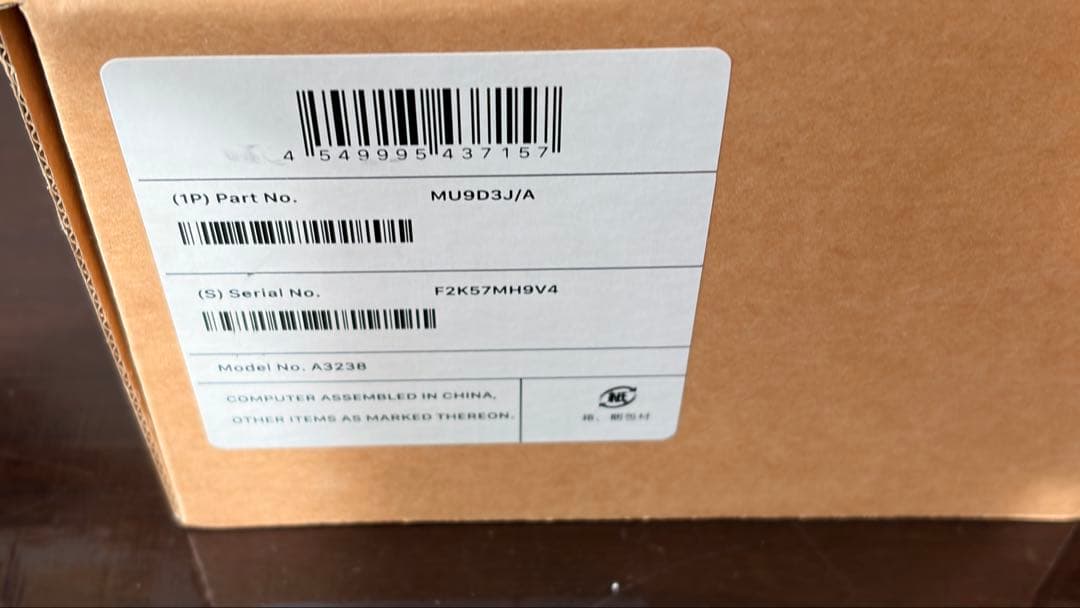 4 549995 437157
(1P) Part No. MU9D3J/A
(S) Serial No. F2K57MH9V4
Model No. A3238
COMPUTER ASSEMBLED IN CHINA,
OTHER ITEMS AS MARKED THEREON.
箱、